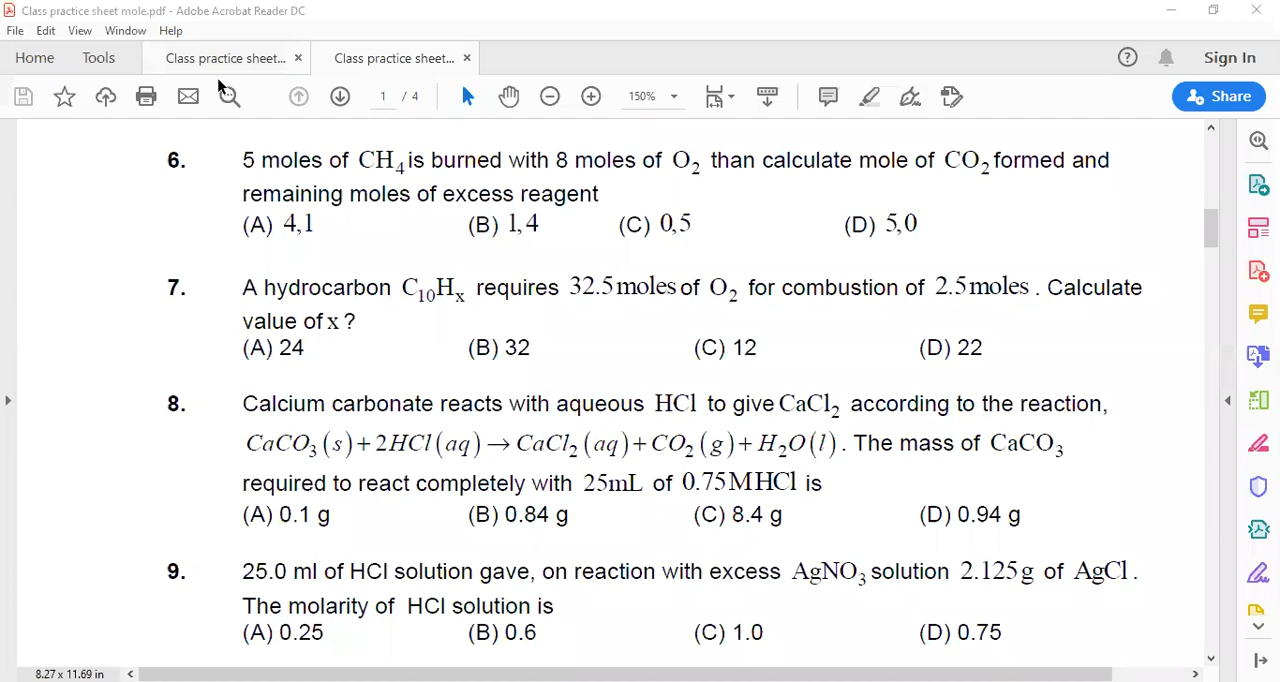 Class practice sheet mole.pdf - Adobe Acrobat Reader DC
File Edit View Window Help
Home Tools Class practice sheet... × Class practice sheet... × Sign In
1 / 4 150% Share
6. 5 moles of CH₄ is burned with 8 moles of O₂ than calculate mole of CO₂ formed and
remaining moles of excess reagent
(A) 4,1 (B) 1,4 (C) 0,5 (D) 5,0
7. A hydrocarbon C₁₀Hₓ requires 32.5 moles of O₂ for combustion of 2.5 moles . Calculate
value of x ?
(A) 24 (B) 32 (C) 12 (D) 22
8. Calcium carbonate reacts with aqueous HCl to give CaCl₂ according to the reaction,
CaCO₃(s)+2HCl(aq)→CaCl₂(aq)+CO₂(g)+H₂O(l). The mass of CaCO₃
required to react completely with 25mL of 0.75M HCl is
(A) 0.1 g (B) 0.84 g (C) 8.4 g (D) 0.94 g
9. 25.0 ml of HCl solution gave, on reaction with excess AgNO₃ solution 2.125g of AgCl.
The molarity of HCl solution is
(A) 0.25 (B) 0.6 (C) 1.0 (D) 0.75
8.27 x 11.69 in